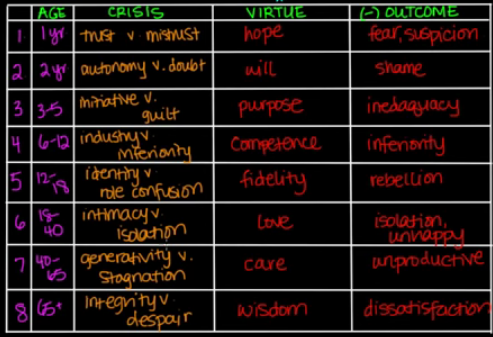 AGE CRISIS VIRTUE (-) OUTCOME
1 1yr trust v. mistrust hope fear, suspicion
2 2yr autonomy v. doubt will shame
3 3-5 initiative v. guilt purpose inedaquacy
4 6-12 industry v. inferiority competence inferiority
5 12-18 identity v. role confusion fidelity rebellion
6 18-40 intimacy v. isolation love isolation, unhappy
7 40-65 generativity v. stagnation care unproductive
8 65+ integrity v. despair wisdom dissatisfaction